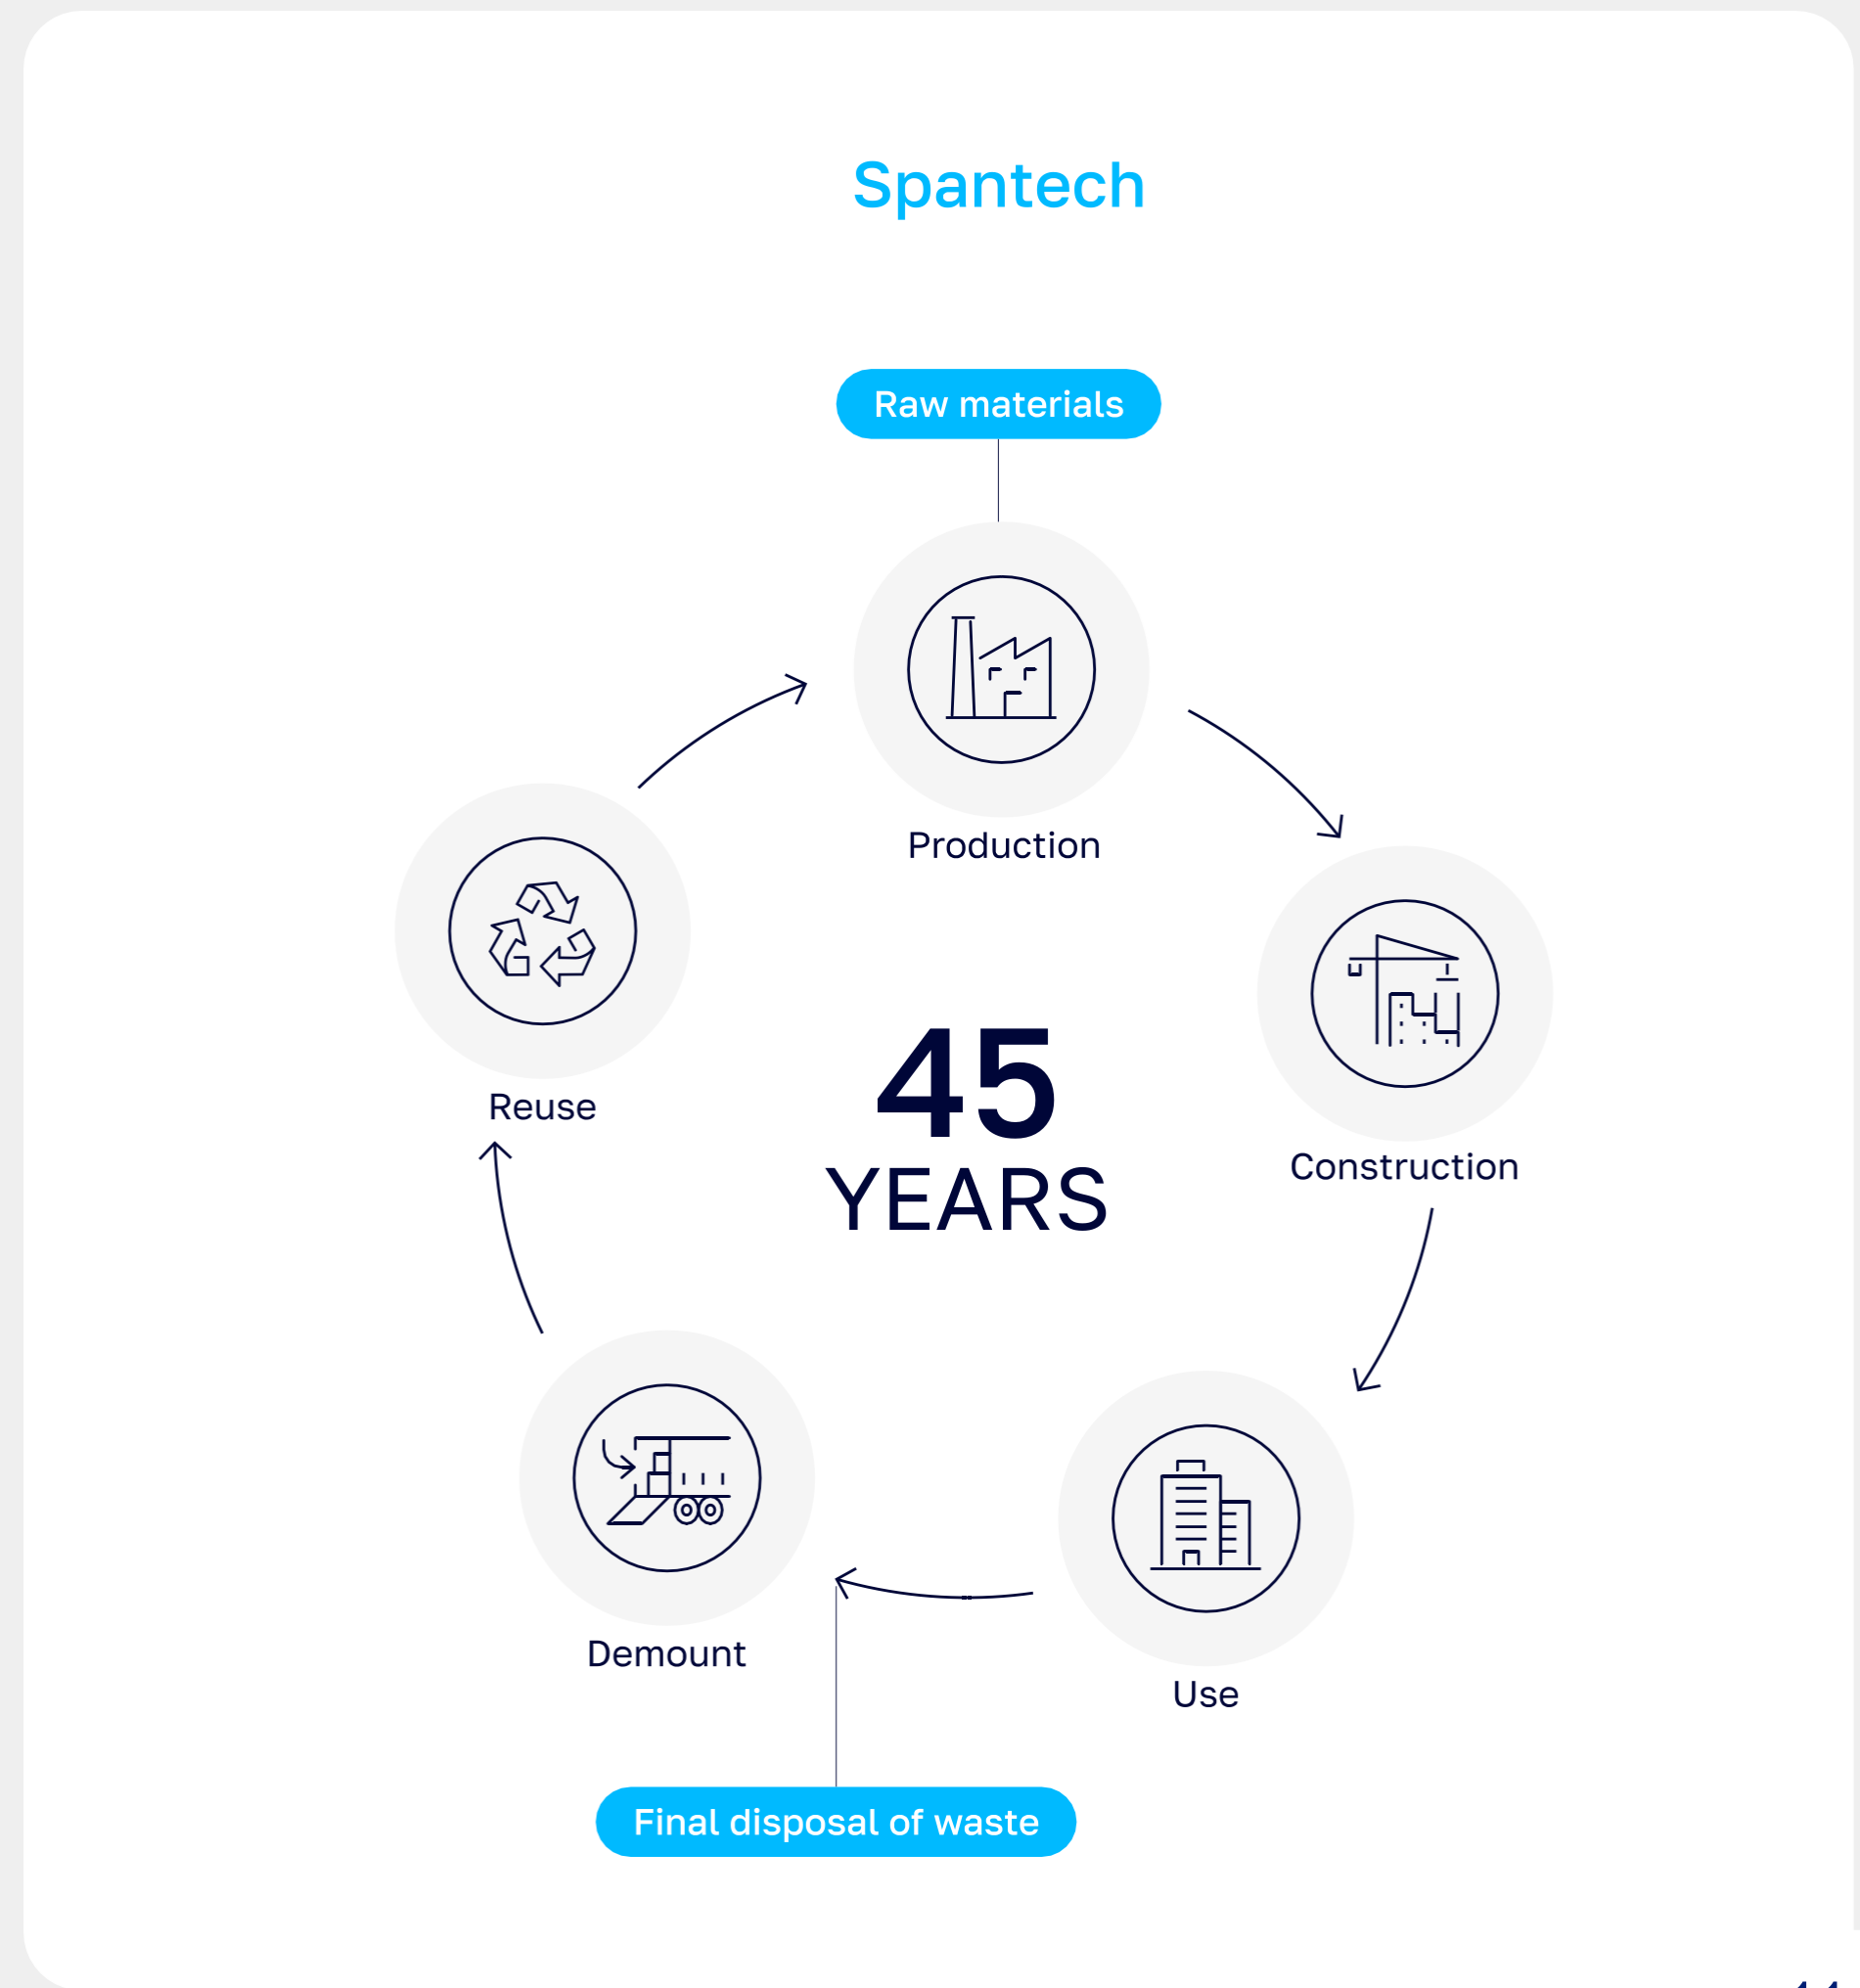 Spantech
Raw materials
Production
Reuse
Construction
45
YEARS
Demount
Use
Final disposal of waste